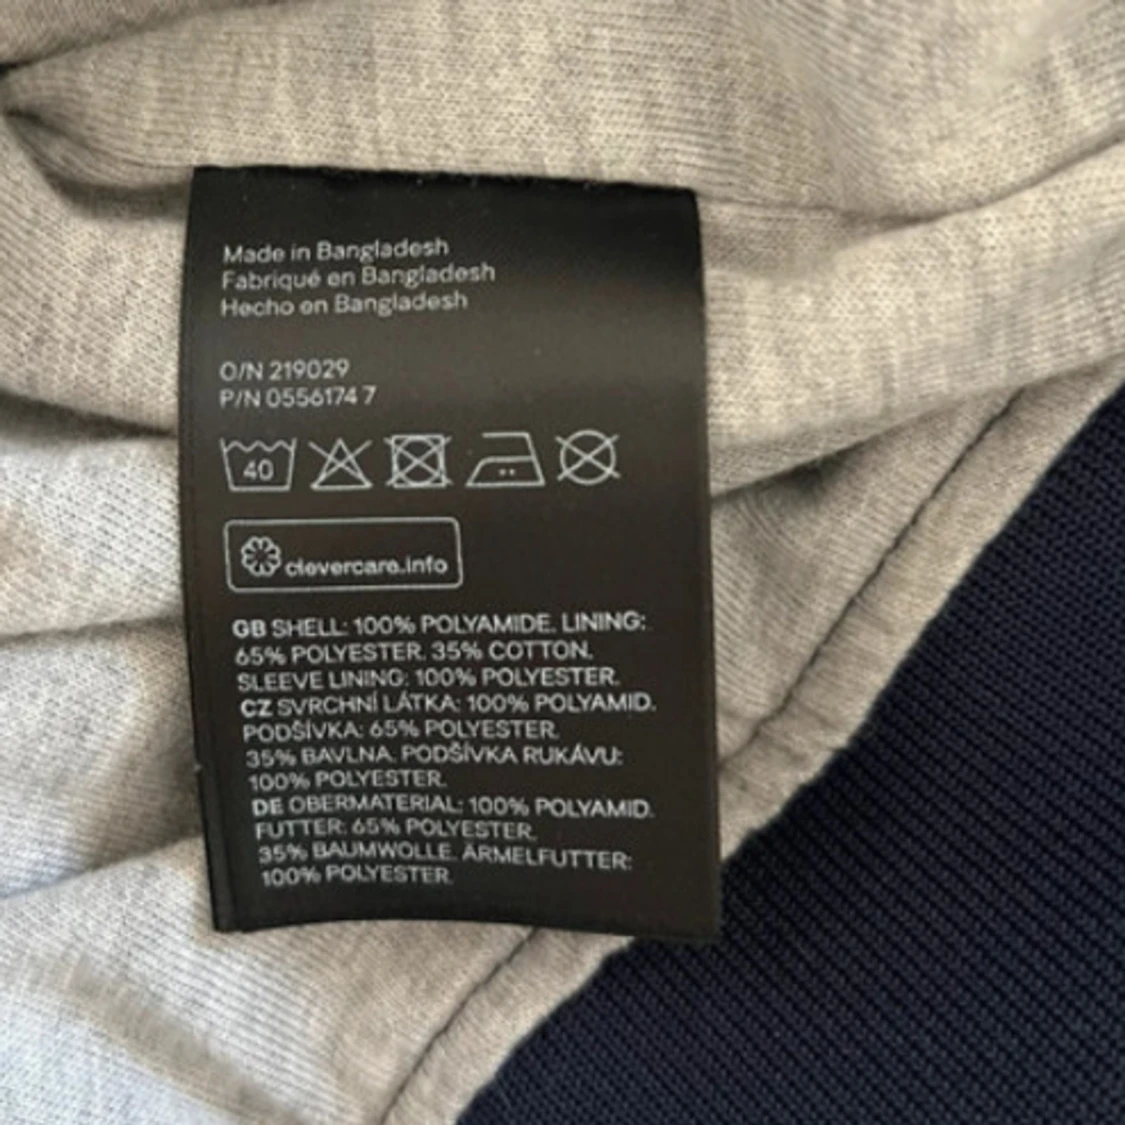 Made in Bangladesh
Fabriqué en Bangladesh
Hecho en Bangladesh
O/N 219029
P/N 0556174 7
40
clevercare.info
GB SHELL: 100% POLYAMIDE. LINING:
65% POLYESTER. 35% COTTON.
SLEEVE LINING: 100% POLYESTER.
CZ SVRCHNÍ LÁTKA: 100% POLYAMID.
PODŠÍVKA: 65% POLYESTER.
35% BAVLNA. PODŠÍVKA RUKÁVU:
100% POLYESTER.
DE OBERMATERIAL: 100% POLYAMID.
FUTTER: 65% POLYESTER.
35% BAUMWOLLE. ÄRMELFUTTER:
100% POLYESTER.